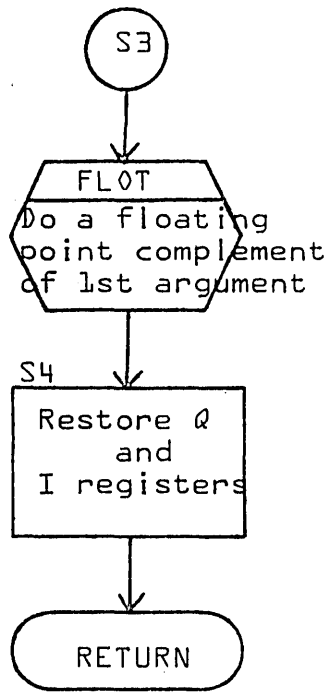 S3
FLOT
Do a floating
point complement
of 1st argument
S4
Restore Q
and
I registers
RETURN